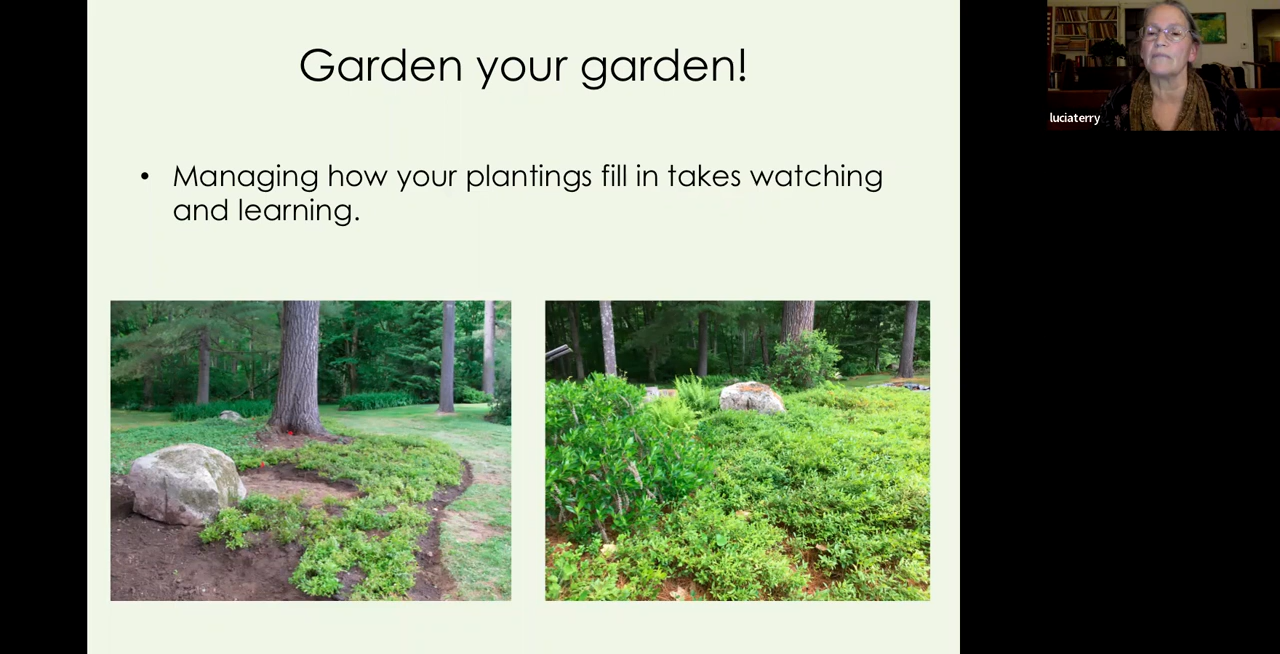 Garden your garden!
• Managing how your plantings fill in takes watching
and learning.
luciaterry